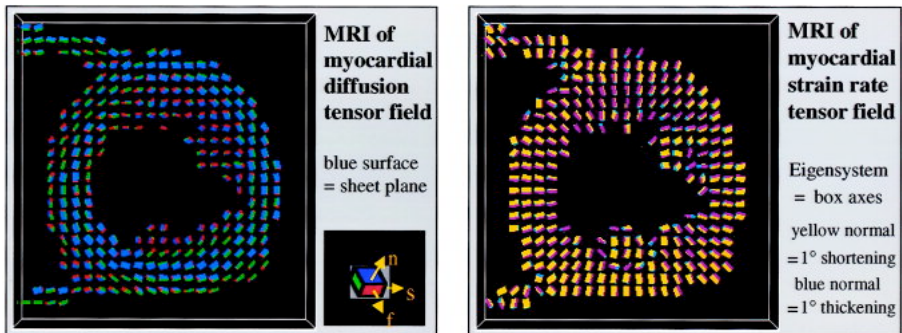 MRI of
myocardial
diffusion
tensor field
blue surface
= sheet plane
n
s
f
MRI of
myocardial
strain rate
tensor field
Eigensystem
= box axes
yellow normal
=1° shortening
blue normal
=1° thickening